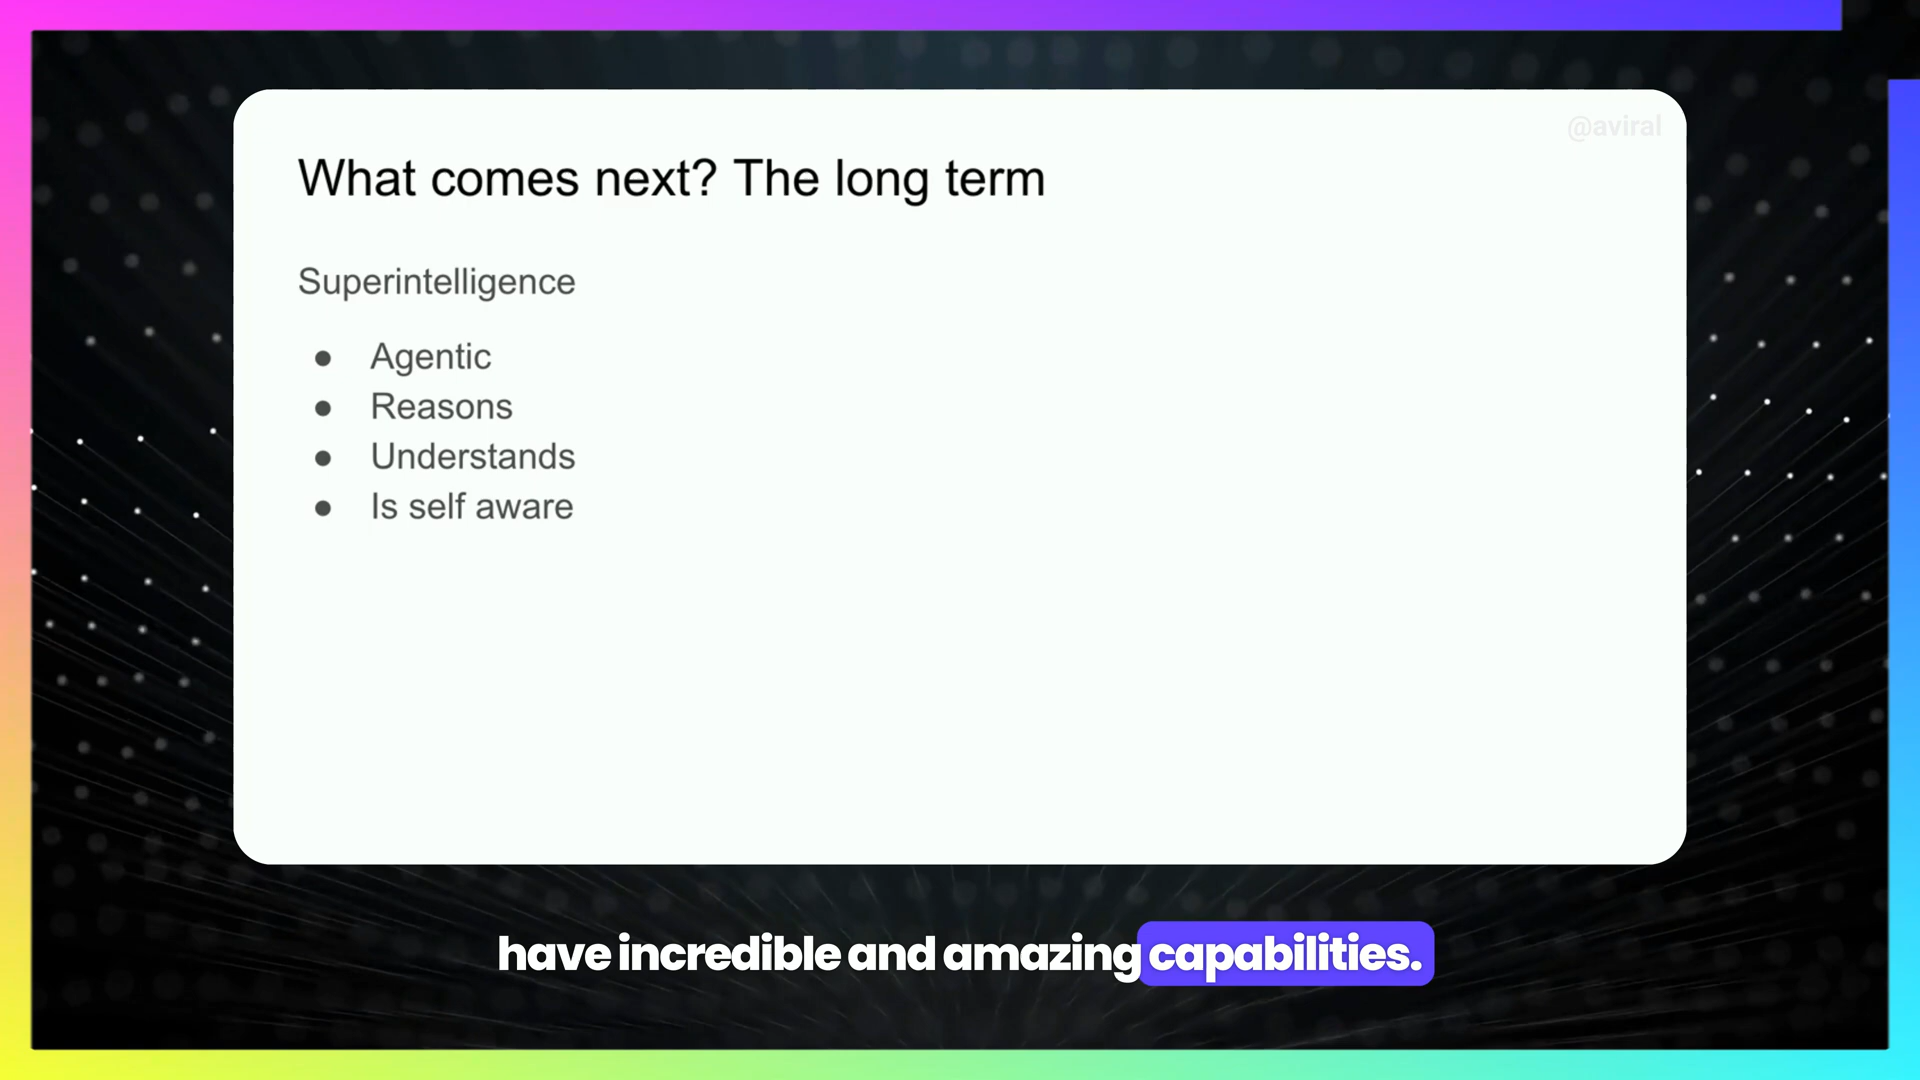 @aviral
What comes next? The long term
Superintelligence
● Agentic
● Reasons
● Understands
● Is self aware
have incredible and amazing capabilities.